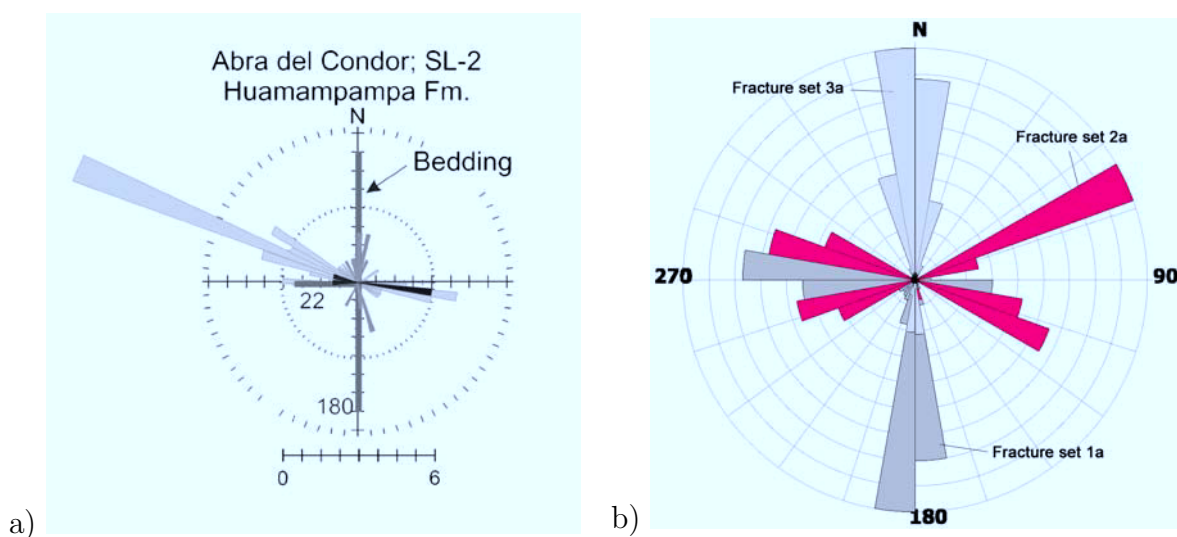 Abra del Condor; SL-2
Huamampampa Fm.
N
Bedding
22
180
0 6
a)
N
Fracture set 3a
Fracture set 2a
270
90
Fracture set 1a
180
b)